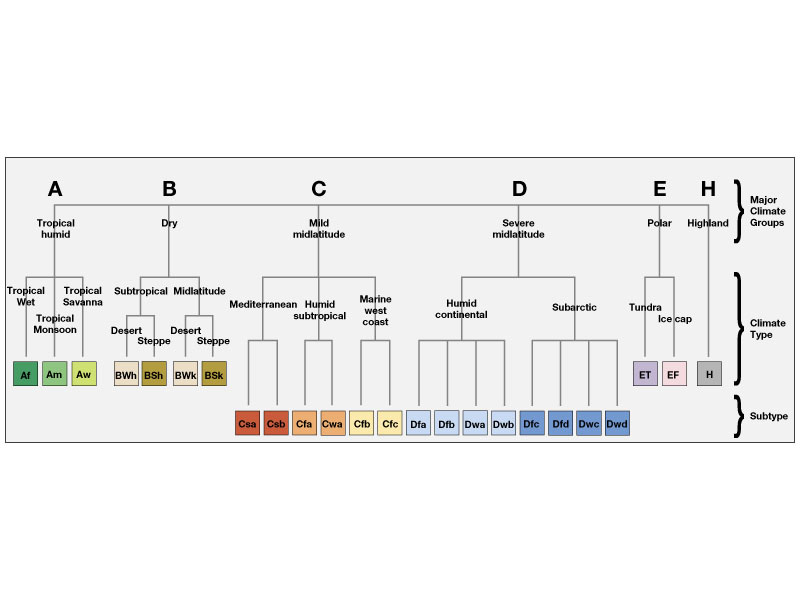 A B C D E H
Major
Climate
Groups
Tropical
humid
Dry
Mild
midlatitude
Severe
midlatitude
Polar
Highland
Tropical
Wet
Tropical
Monsoon
Tropical
Savanna
Subtropical
Midlatitude
Desert
Steppe
Desert
Steppe
Mediterranean
Humid
subtropical
Marine
west
coast
Humid
continental
Subarctic
Tundra
Ice cap
Climate
Type
Af Am Aw BWh BSh BWk BSk ET EF H
Csa Csb Cfa Cwa Cfb Cfc Dfa Dfb Dwa Dwb Dfc Dfd Dwc Dwd
Subtype